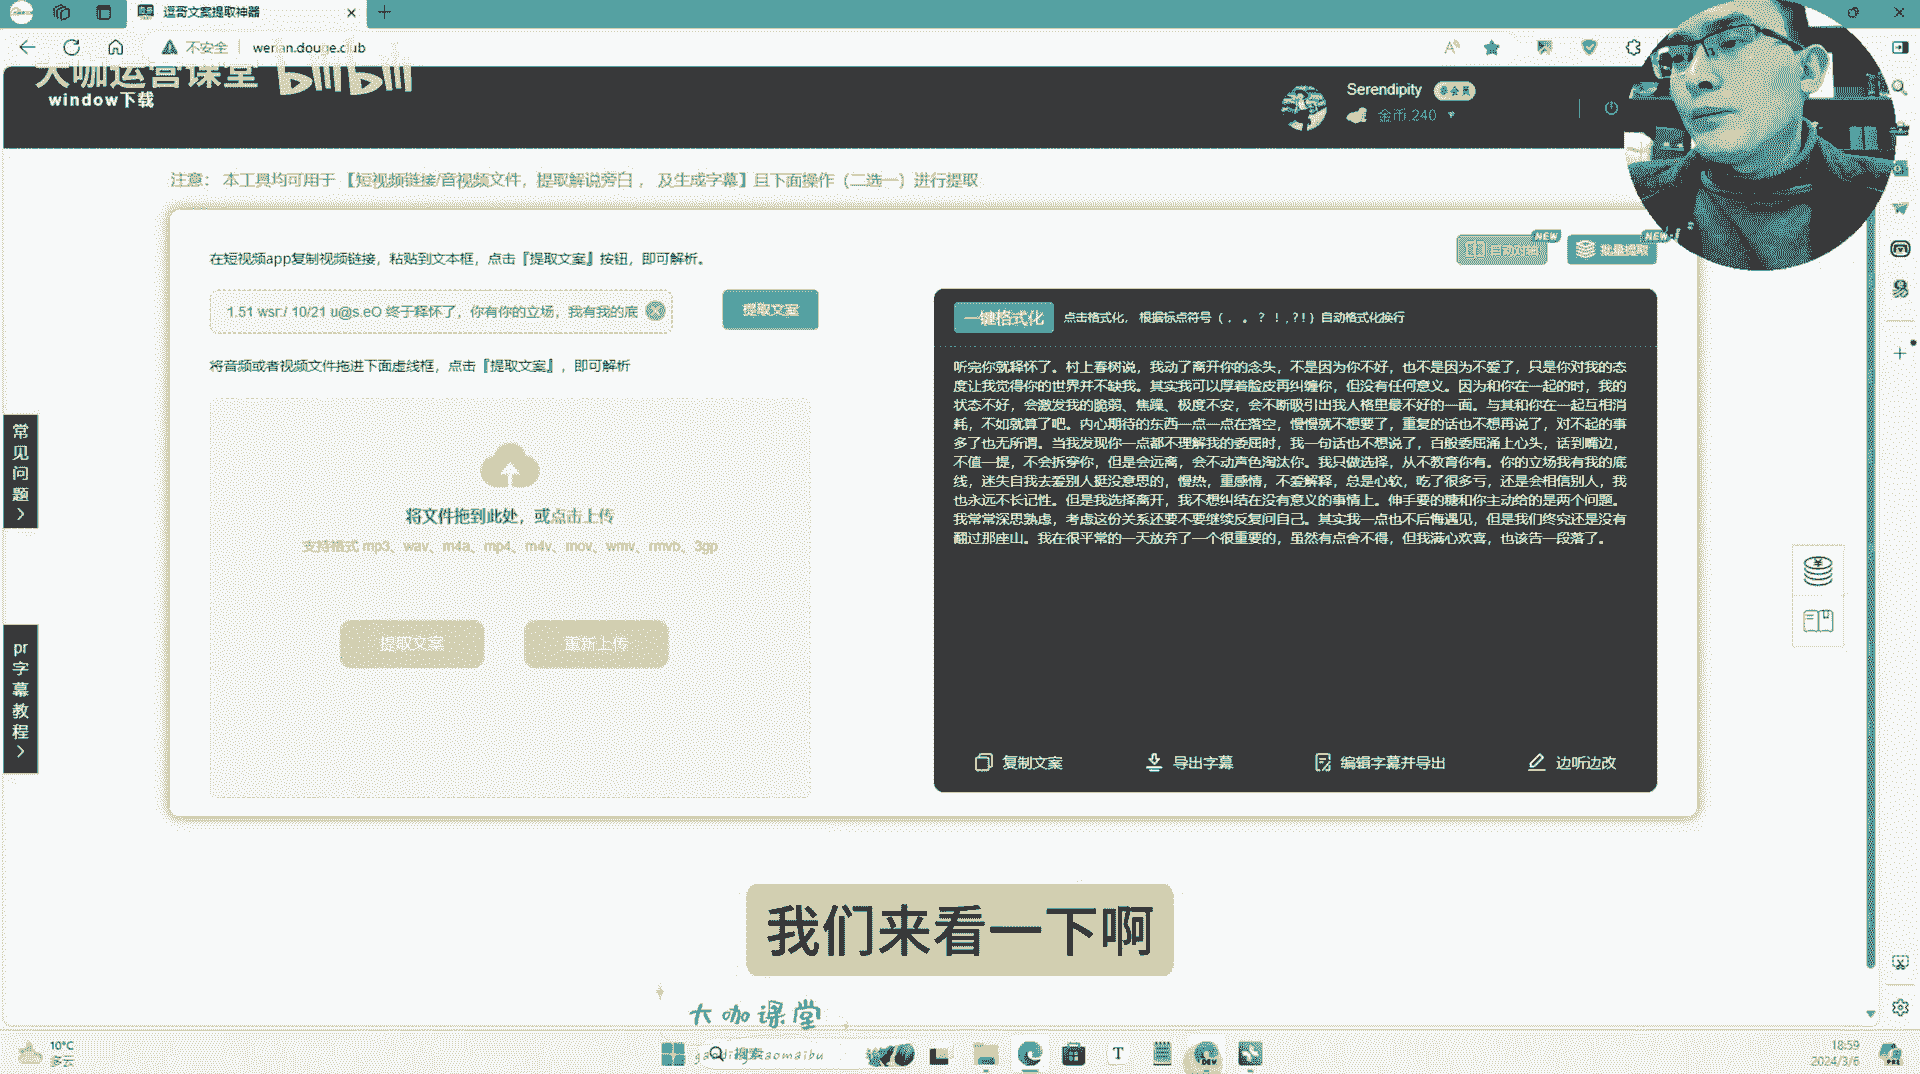 逗哥文案提取神器
不安全
wenan.douge.club
大咖运营课堂 bilibili
window下载
Serendipity
非会员
金币:240
注意： 本工具均可用于 【短视频链接/音视频文件，提取解说旁白 ， 及生成字幕】且下面操作（二选一）进行提取
在短视频app复制视频链接，粘贴到文本框，点击『提取文案』按钮，即可解析。
NEW
NEW
批量提取
1.51 wsr:/ 10/21 u@s.eO 终于释怀了，你有你的立场，我有我的底
提取文案
一键格式化
点击格式化， 根据标点符号（ ， 。 ？ ！ , ? ! ）自动格式化换行
将音频或者视频文件拖进下面虚线框，点击『提取文案』，即可解析
听完你就释怀了。村上春树说，我动了离开你的念头，不是因为你不好，也不是因为不爱了，只是你对我的态
度让我觉得你的世界并不缺我。其实我可以厚着脸皮再纠缠你，但没有任何意义。因为和你在一起的时，我的
状态不好，会激发我的脆弱、焦躁、极度不安，会不断吸引出我人格里最不好的一面。与其和你在一起互相消
耗，不如就算了吧。内心期待的东西一点一点在落空，慢慢就不想要了，重复的话也不想再说了，对不起的事
多了也无所谓。当我发现你一点都不理解我的委屈时，我一句话也不想说了，百般委屈涌上心头，话到嘴边，
不值一提，不会拆穿你，但是会远离，会不动声色淘汰你。我只做选择，从不教育你有。你的立场我有我的底
线，迷失自我去爱别人挺没意思的，慢热，重感情，不爱解释，总是心软，吃了很多亏，还是会相信别人，我
也永远不长记性。但是我选择离开，我不想纠结在没有意义的事情上。伸手要的糖和你主动给的是两个问题。
我常常深思熟虑，考虑这份关系还要不要继续反复问自己。其实我一点也不后悔遇见，但是我们终究还是没有
翻过那座山。我在很平常的一天放弃了一个很重要的，虽然有点舍不得，但我满心欢喜，也该告一段落了。
常见问题
将文件拖到此处，或点击上传
支持格式 mp3、wav、m4a、mp4、m4v、mov、wmv、rmvb、3gp
提取文案
重新上传
pr字幕教程
复制文案
导出字幕
编辑字幕并导出
边听边改
我们来看一下啊
大咖课堂
10°C
多云
搜索
18:59
2024/3/6